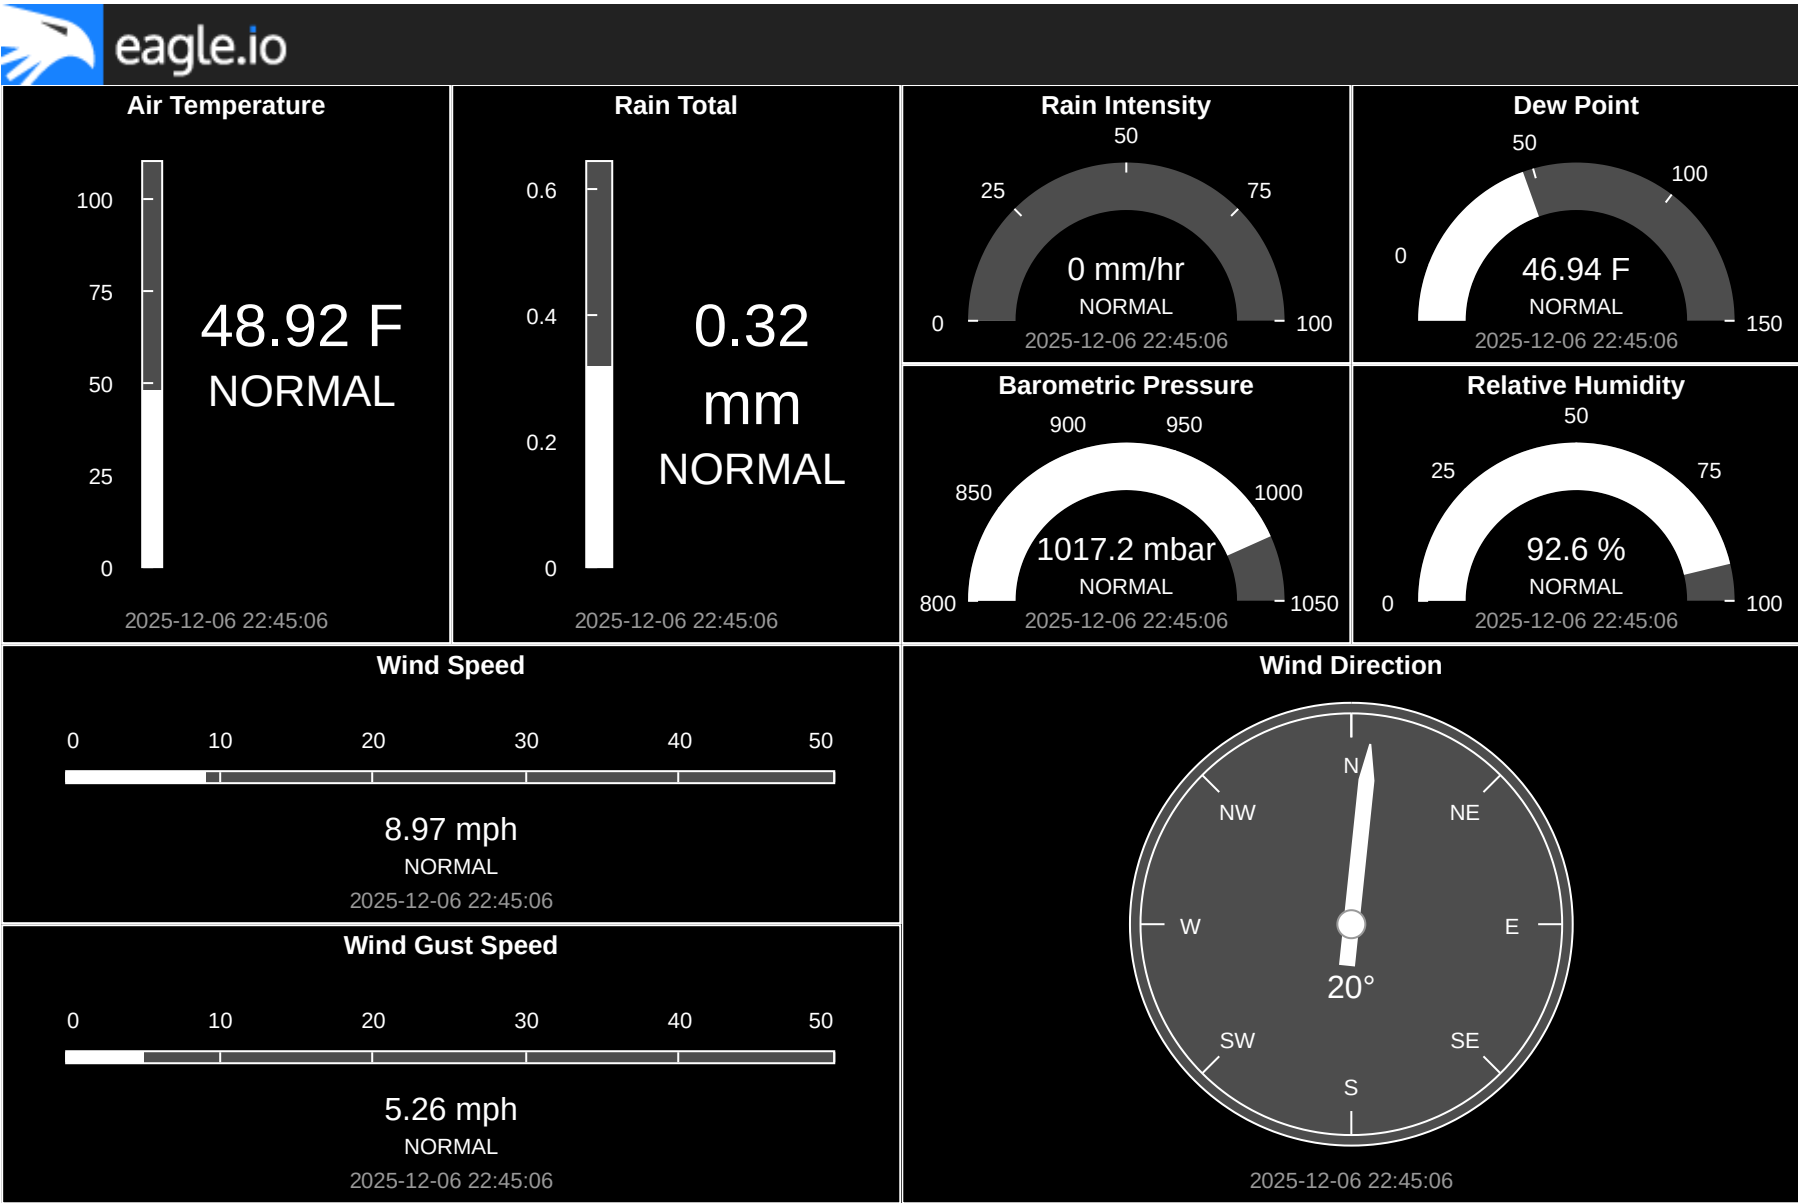 eagle.io
Air Temperature
100
75
50
25
0
48.92 F
NORMAL
2025-12-06 22:45:06
Rain Total
0.6
0.4
0.2
0
0.32
mm
NORMAL
2025-12-06 22:45:06
Rain Intensity
0
25
50
75
100
0 mm/hr
NORMAL
2025-12-06 22:45:06
Dew Point
0
50
100
150
46.94 F
NORMAL
2025-12-06 22:45:06
Barometric Pressure
800
850
900
950
1000
1050
1017.2 mbar
NORMAL
2025-12-06 22:45:06
Relative Humidity
0
25
50
75
100
92.6 %
NORMAL
2025-12-06 22:45:06
Wind Speed
0 10 20 30 40 50
8.97 mph
NORMAL
2025-12-06 22:45:06
Wind Gust Speed
0 10 20 30 40 50
5.26 mph
NORMAL
2025-12-06 22:45:06
Wind Direction
N
NW NE
W E
20°
SW SE
S
2025-12-06 22:45:06